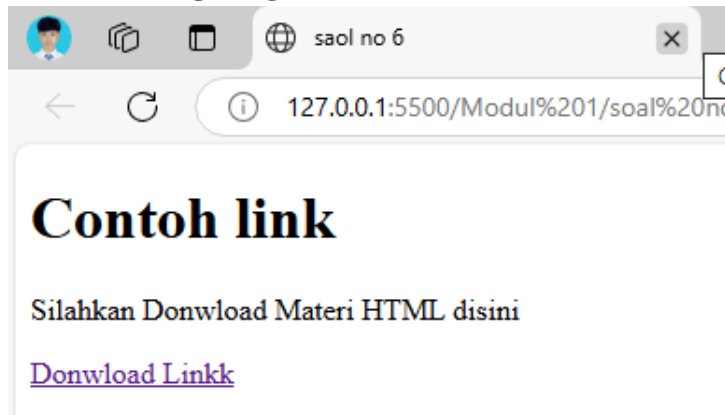 saol no 6
127.0.0.1:5500/Modul%201/soal%20
Contoh link
Silahkan Donwload Materi HTML disini
Donwload Linkk